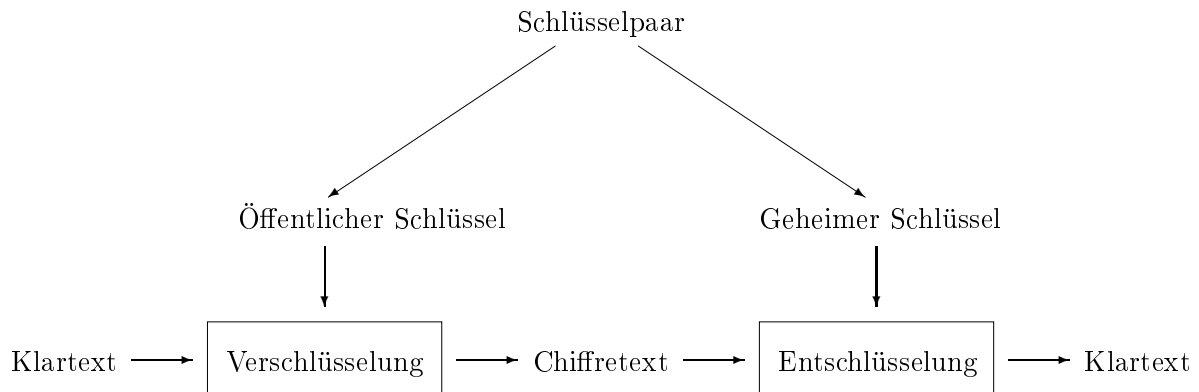 Schlüsselpaar
Öffentlicher Schlüssel Geheimer Schlüssel
Klartext Verschlüsselung Chiffretext Entschlüsselung Klartext